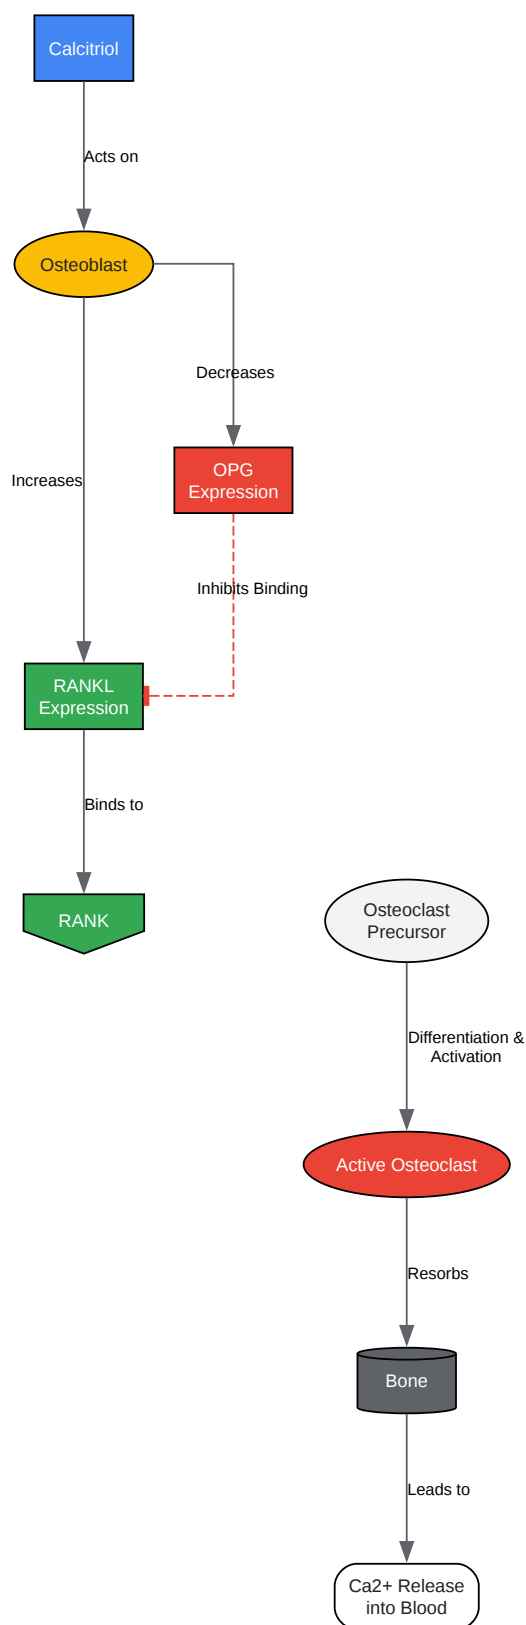 Calcitriol
Acts on
Osteoblast
Decreases
OPG
Expression
Increases
Inhibits Binding
RANKL
Expression
Binds to
RANK
Osteoclast
Precursor
Differentiation &
Activation
Active Osteoclast
Resorbs
Bone
Leads to
Ca2+ Release
into Blood